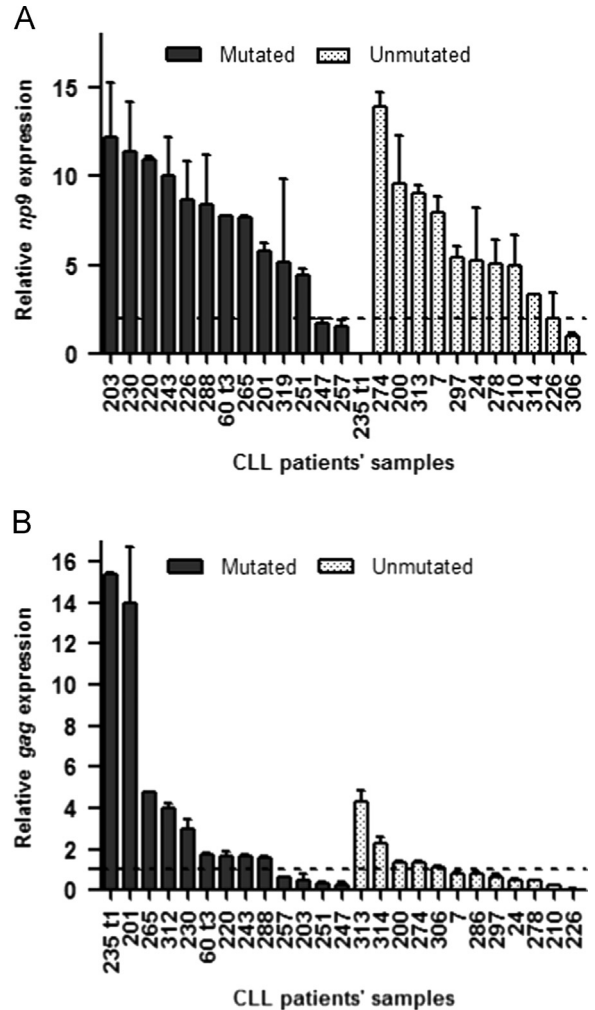 A
Mutated Unmutated
Relative np9 expression
15
10
5
0
203 230 220 243 226 288 60 t3 265 201 319 251 247 257 235 t1 274 200 313 7 297 24 278 210 314 226 306
CLL patients' samples
B
Mutated Unmutated
Relative gag expression
16
14
12
10
8
6
4
2
0
235 t1 201 265 312 230 60 t3 220 243 288 257 203 251 247 313 314 200 274 306 7 286 297 24 278 210 226
CLL patients' samples